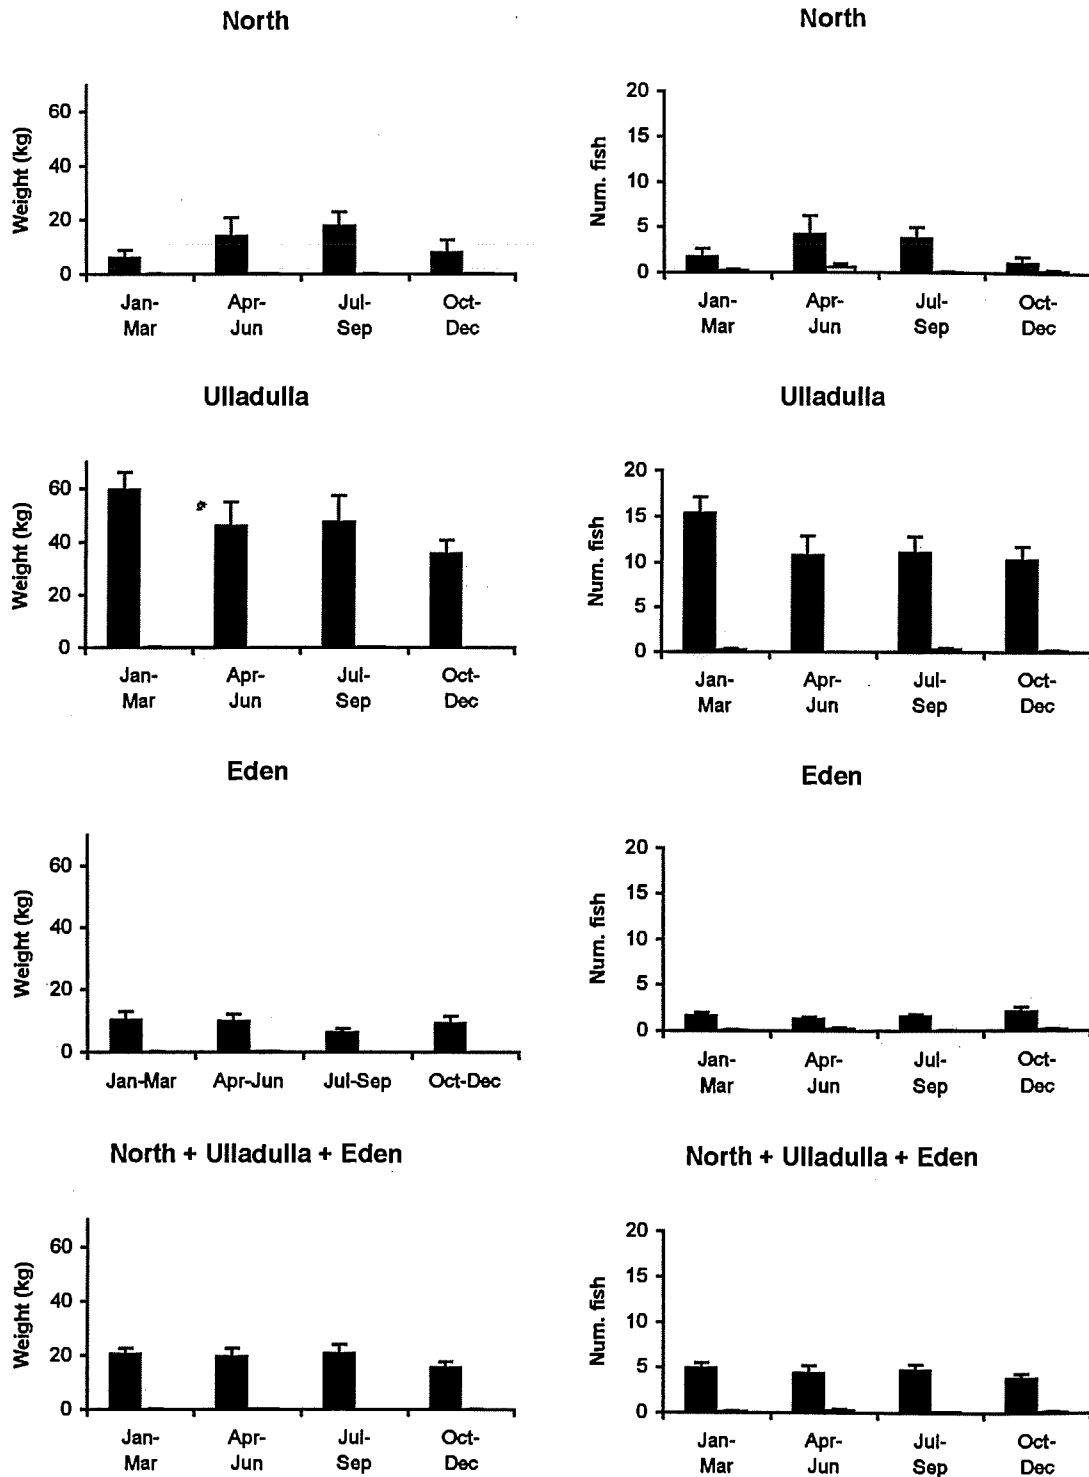 North
Weight (kg)
60
40
20
0
Jan-Mar
Apr-Jun
Jul-Sep
Oct-Dec
North
Num. fish
20
15
10
5
0
Jan-Mar
Apr-Jun
Jul-Sep
Oct-Dec
Ulladulla
Weight (kg)
60
40
20
0
Jan-Mar
Apr-Jun
Jul-Sep
Oct-Dec
Ulladulla
Num. fish
20
15
10
5
0
Jan-Mar
Apr-Jun
Jul-Sep
Oct-Dec
Eden
Weight (kg)
60
40
20
0
Jan-Mar
Apr-Jun
Jul-Sep
Oct-Dec
Eden
Num. fish
20
15
10
5
0
Jan-Mar
Apr-Jun
Jul-Sep
Oct-Dec
North + Ulladulla + Eden
Weight (kg)
60
40
20
0
Jan-Mar
Apr-Jun
Jul-Sep
Oct-Dec
North + Ulladulla + Eden
Num. fish
20
15
10
5
0
Jan-Mar
Apr-Jun
Jul-Sep
Oct-Dec